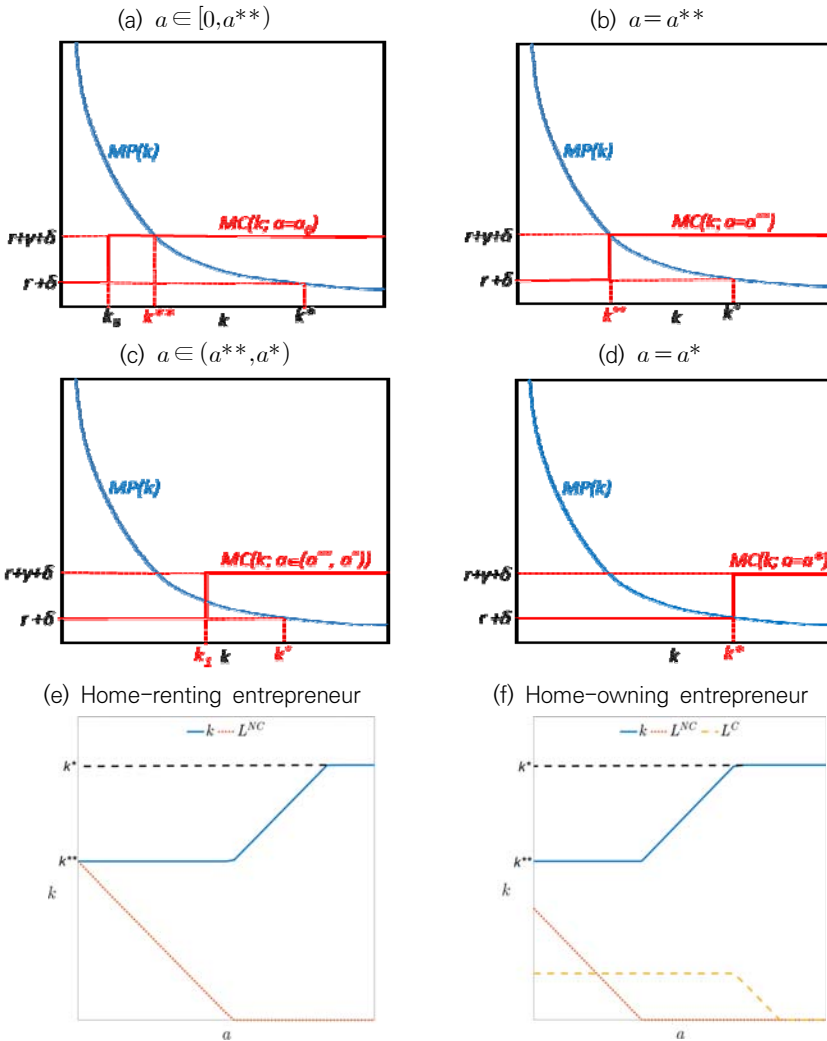 (a) a ∈ [0,a**)
(b) a = a**
MP(k)
MC(k; a=a₀)
r+γ+δ
r+δ
k** k k*
MP(k)
MC(k; a=a**)
r+γ+δ
r+δ
k** k k*
(c) a ∈ (a**,a*)
(d) a = a*
MP(k)
MC(k; a∈(a**, a*))
r+γ+δ
r+δ
k₁ k k*
MP(k)
MC(k; a=a*)
r+γ+δ
r+δ
k k*
(e) Home-renting entrepreneur
(f) Home-owning entrepreneur
k L^NC
k*
k**
k
a
k L^NC L^C
k*
k**
k
a